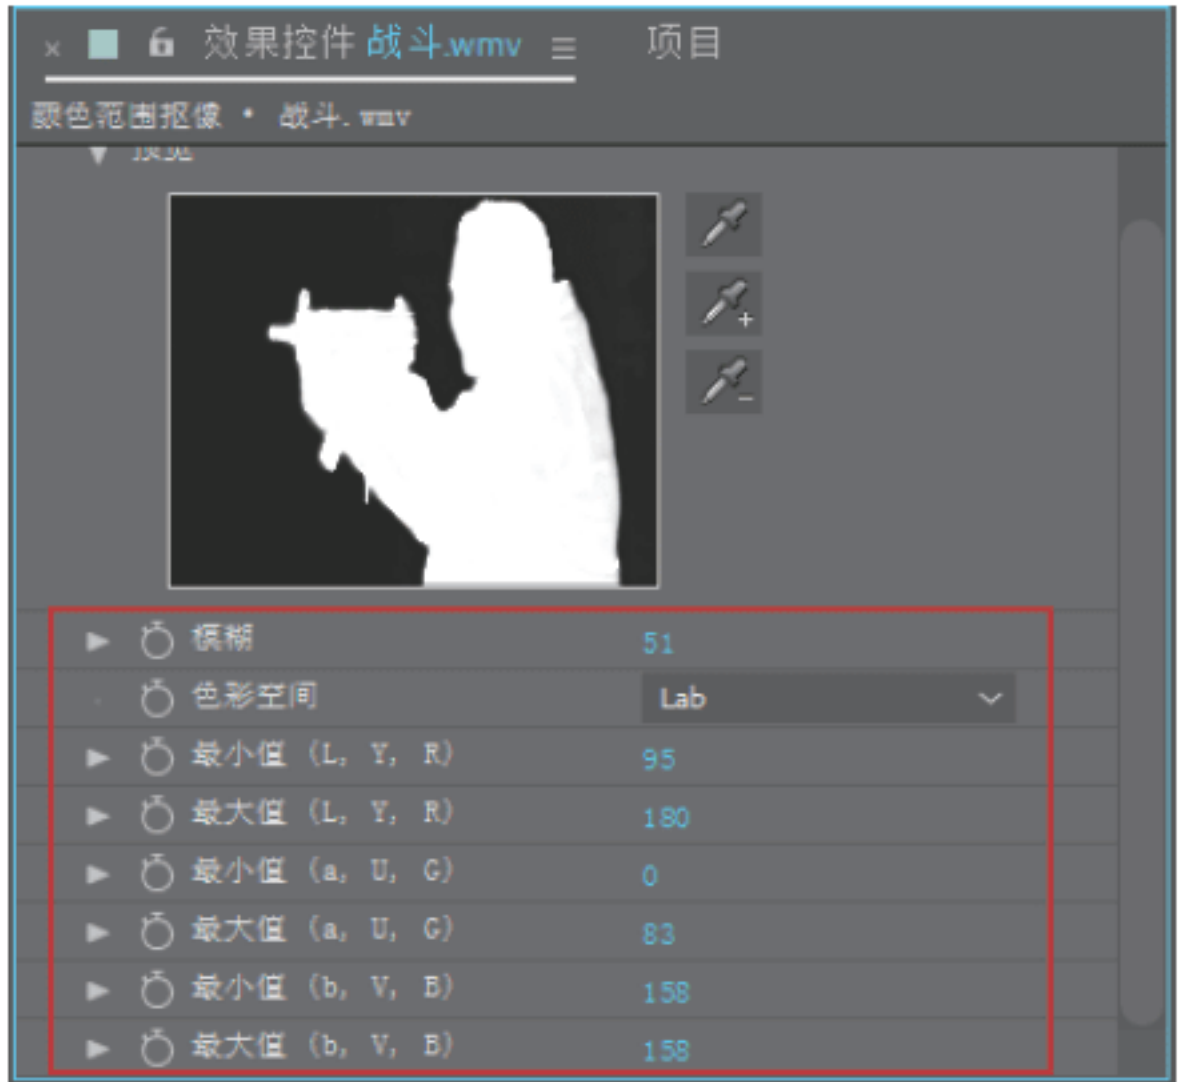 × 效果控件 战斗.wmv ≡ 项目
颜色范围抠像 • 战斗.wmv
预览
模糊 51
色彩空间 Lab
最小值 (L, Y, R) 95
最大值 (L, Y, R) 180
最小值 (a, U, G) 0
最大值 (a, U, G) 83
最小值 (b, V, B) 158
最大值 (b, V, B) 158